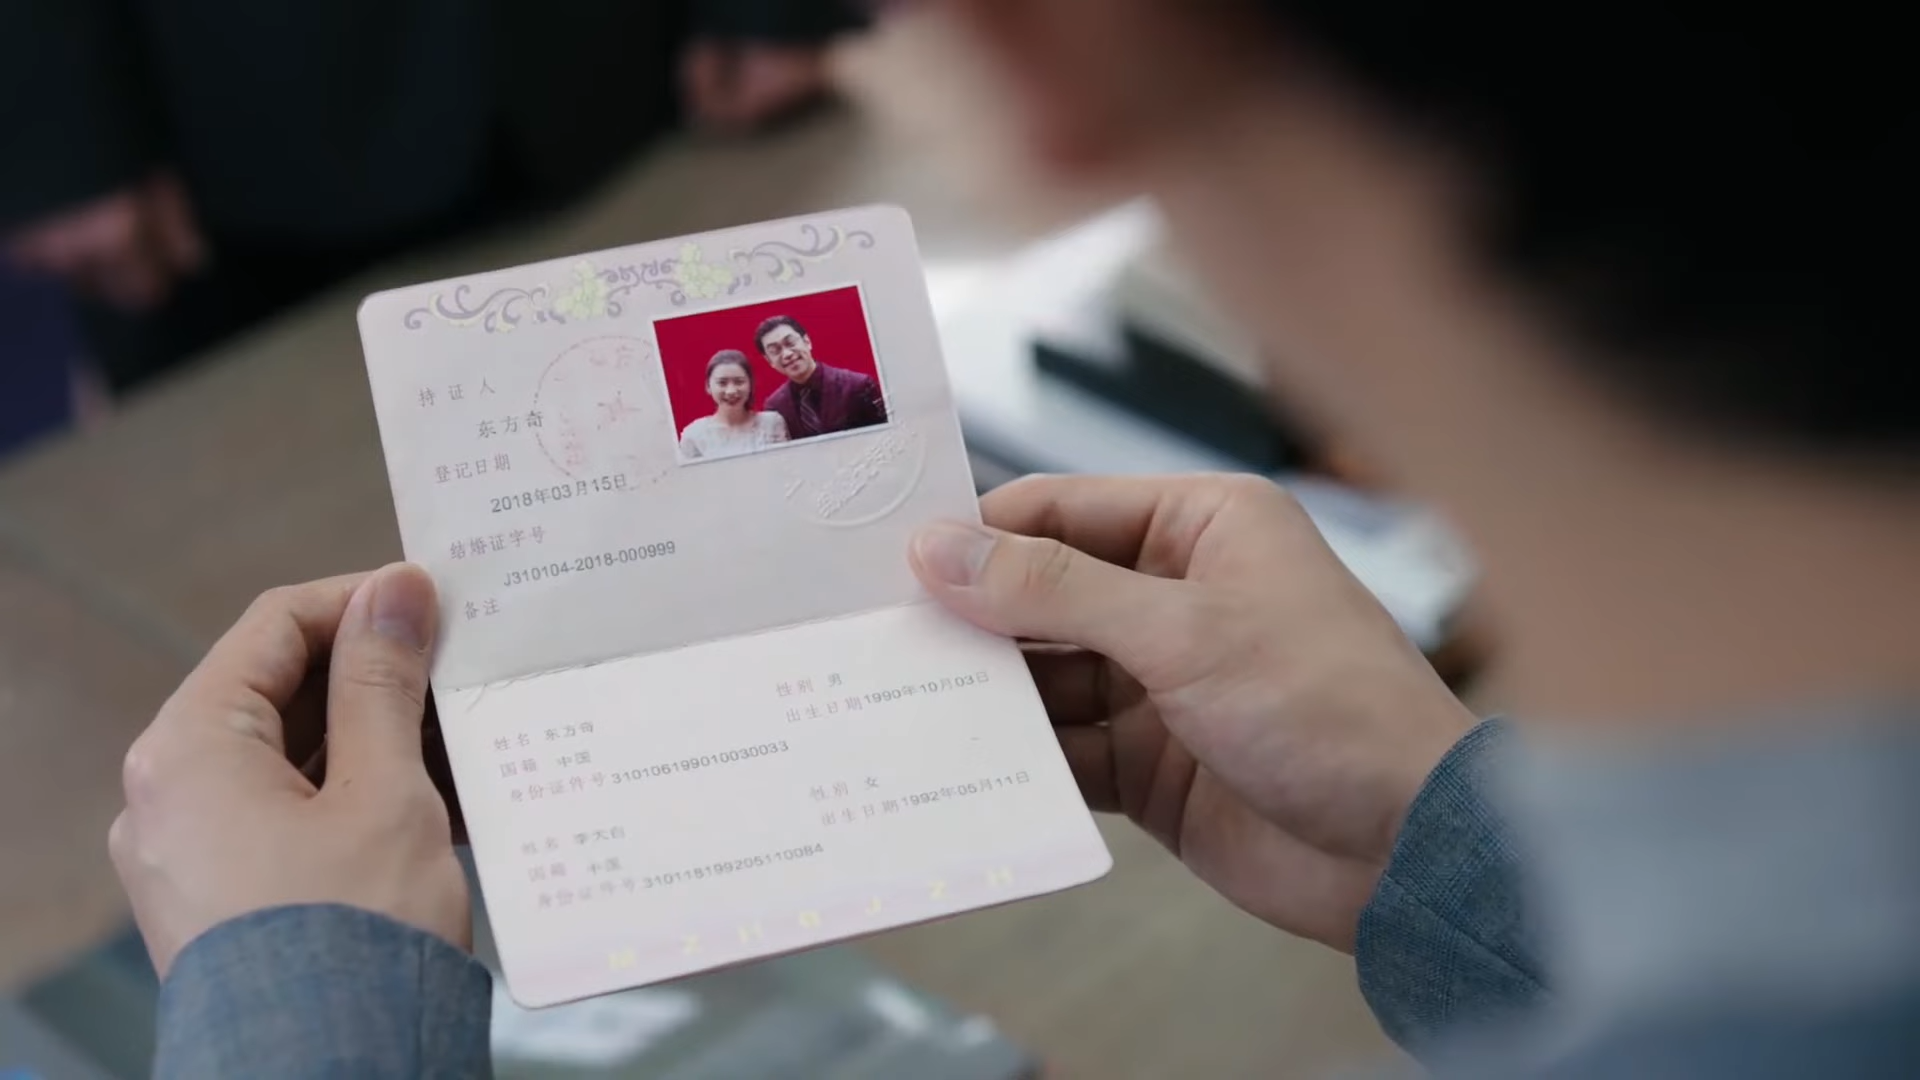 持证人
东方奇
登记日期
2018年03月15日
结婚证字号
J310104-2018-000999
备注
姓名 东方奇 性别 男
国籍 中国 出生日期 1990年10月03日
身份证件号 310106199010030033
姓名 李大白 性别 女
国籍 中国 出生日期 1992年05月11日
身份证件号 310118199205110084